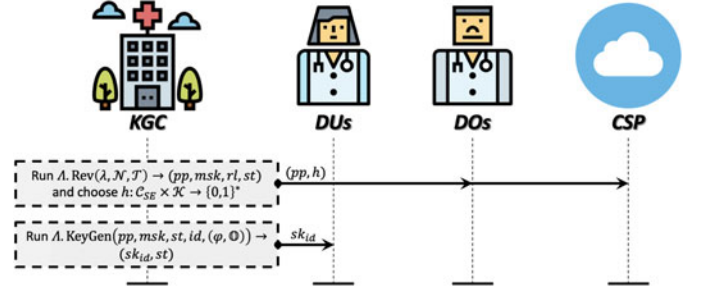 KGC
DUs
DOs
CSP
Run Λ.Rev(λ, 𝒩, 𝒯) → (pp, msk, rl, st)
and choose h: 𝒞_SE × 𝒦 → {0,1}*
(pp, h)
Run Λ.KeyGen(pp, msk, st, id, (φ, 𝕆)) →
(sk_id, st)
sk_id